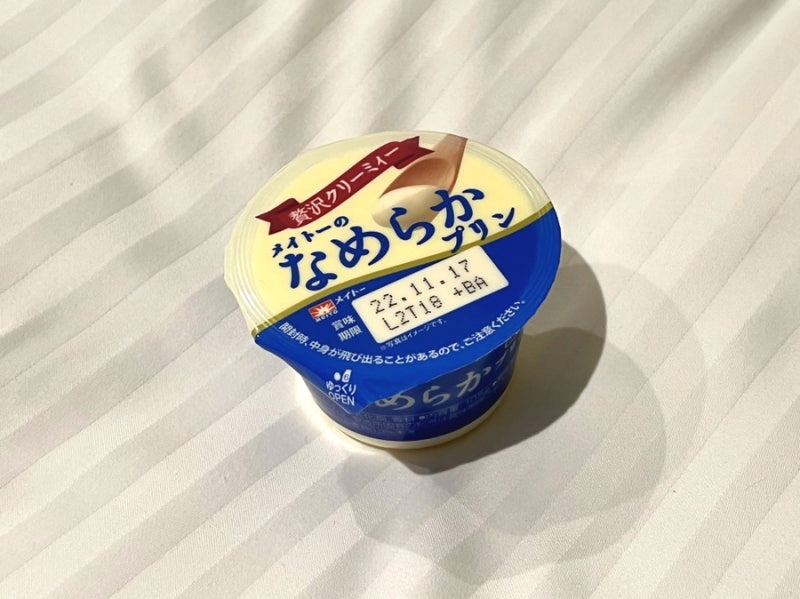 贅沢クリーミィー
メイトーの
なめらか
プリン
メイトー
賞味
期限
22.11.17
L2T18 +BA
※写真はイメージです。
開封時、中身が飛び出ることがあるので、ご注意ください。
ゆっくり
OPEN
めらか